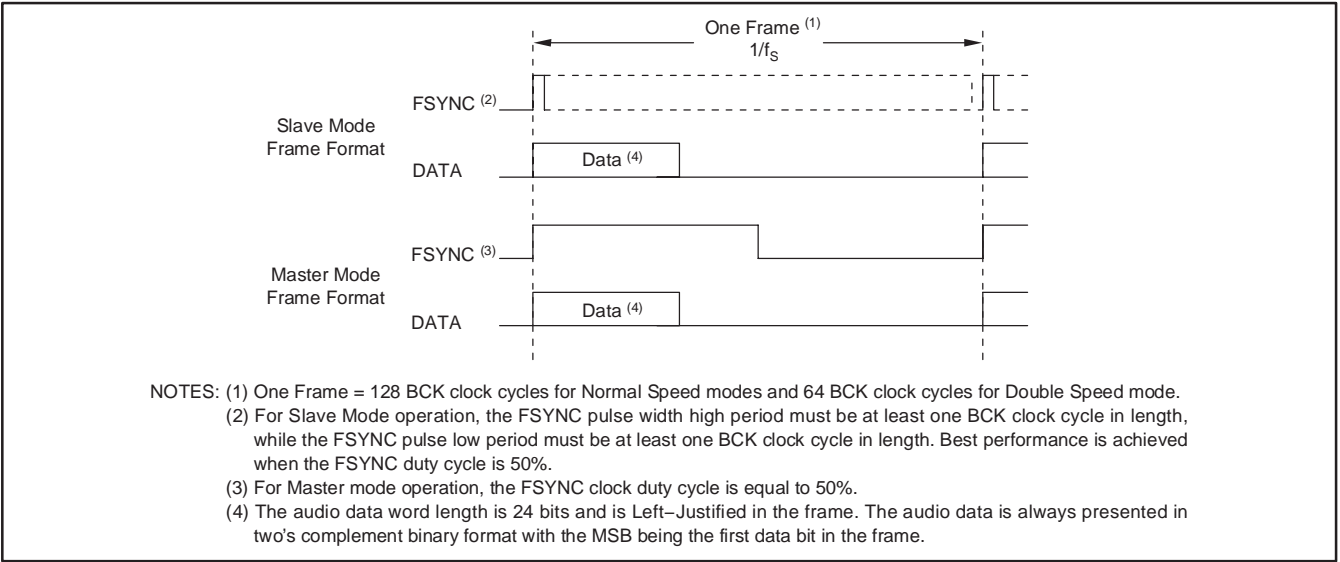 One Frame (1)
1/fS
FSYNC (2)
Slave Mode
Frame Format
DATA
Data (4)
FSYNC (3)
Master Mode
Frame Format
DATA
Data (4)
NOTES: (1) One Frame = 128 BCK clock cycles for Normal Speed modes and 64 BCK clock cycles for Double Speed mode.
(2) For Slave Mode operation, the FSYNC pulse width high period must be at least one BCK clock cycle in length,
while the FSYNC pulse low period must be at least one BCK clock cycle in length. Best performance is achieved
when the FSYNC duty cycle is 50%.
(3) For Master mode operation, the FSYNC clock duty cycle is equal to 50%.
(4) The audio data word length is 24 bits and is Left−Justified in the frame. The audio data is always presented in
two's complement binary format with the MSB being the first data bit in the frame.